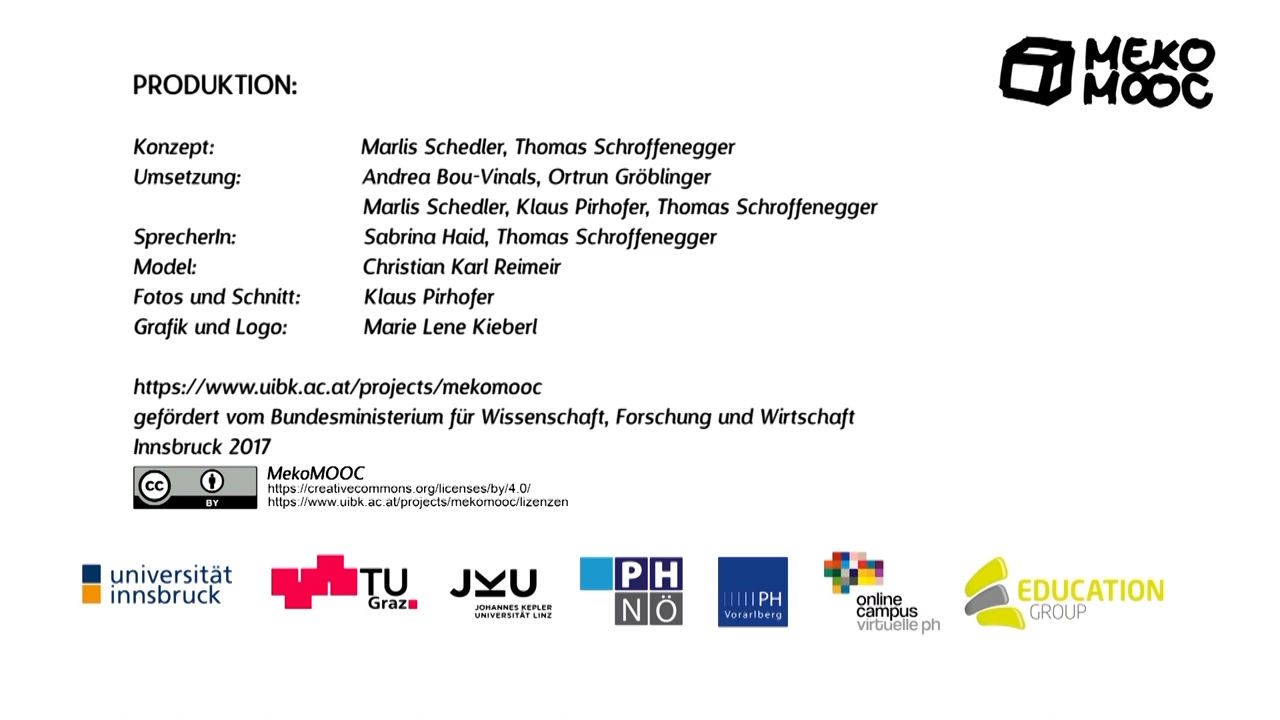 MEKO
MOOC
PRODUKTION:
Konzept: Marlis Schedler, Thomas Schroffenegger
Umsetzung: Andrea Bou-Vinals, Ortrun Gröblinger
Marlis Schedler, Klaus Pirhofer, Thomas Schroffenegger
SprecherIn: Sabrina Haid, Thomas Schroffenegger
Model: Christian Karl Reimeir
Fotos und Schnitt: Klaus Pirhofer
Grafik und Logo: Marie Lene Kieberl
https://www.uibk.ac.at/projects/mekomooc
gefördert vom Bundesministerium für Wissenschaft, Forschung und Wirtschaft
Innsbruck 2017
cc BY
MekoMOOC
https://creativecommons.org/licenses/by/4.0/
https://www.uibk.ac.at/projects/mekomooc/lizenzen
universität
innsbruck
TU
Graz
JKU
JOHANNES KEPLER
UNIVERSITÄT LINZ
PH
NÖ
PH
Vorarlberg
online
campus
virtuelle ph
EDUCATION
GROUP